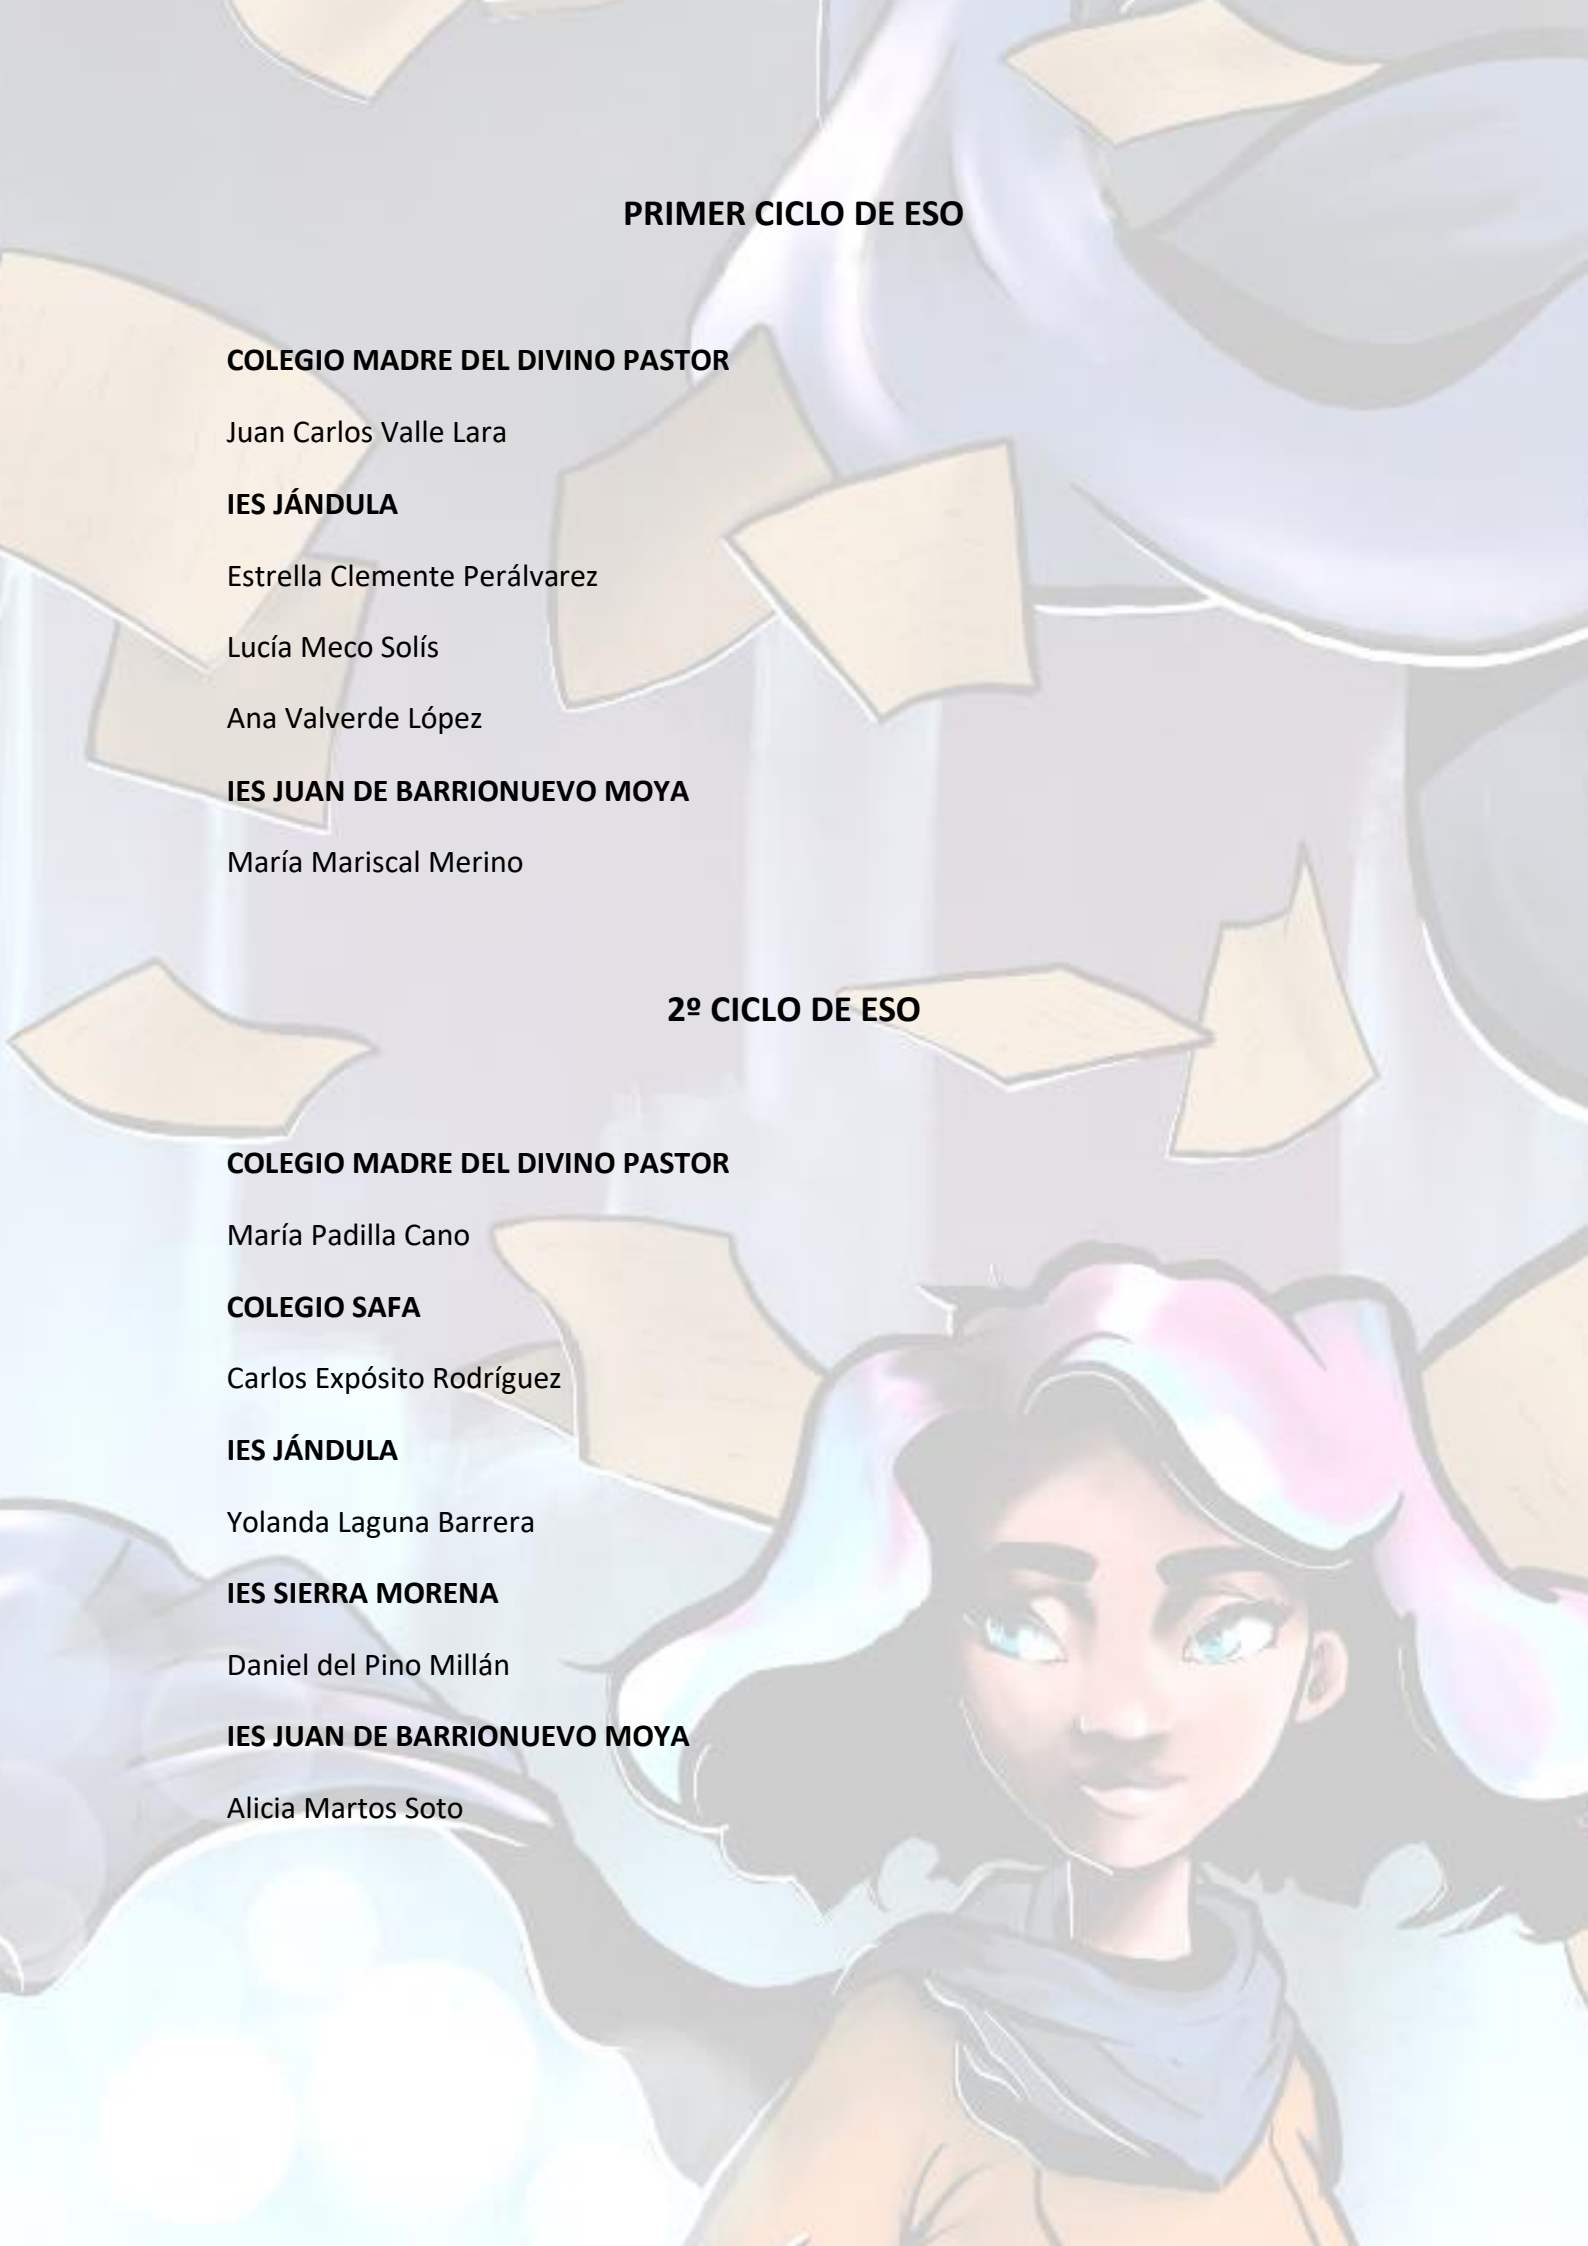 PRIMER CICLO DE ESO
COLEGIO MADRE DEL DIVINO PASTOR
Juan Carlos Valle Lara
IES JÁNDULA
Estrella Clemente Perálvarez
Lucía Meco Solís
Ana Valverde López
IES JUAN DE BARRIONUEVO MOYA
María Mariscal Merino
2º CICLO DE ESO
COLEGIO MADRE DEL DIVINO PASTOR
María Padilla Cano
COLEGIO SAFA
Carlos Expósito Rodríguez
IES JÁNDULA
Yolanda Laguna Barrera
IES SIERRA MORENA
Daniel del Pino Millán
IES JUAN DE BARRIONUEVO MOYA
Alicia Martos Soto